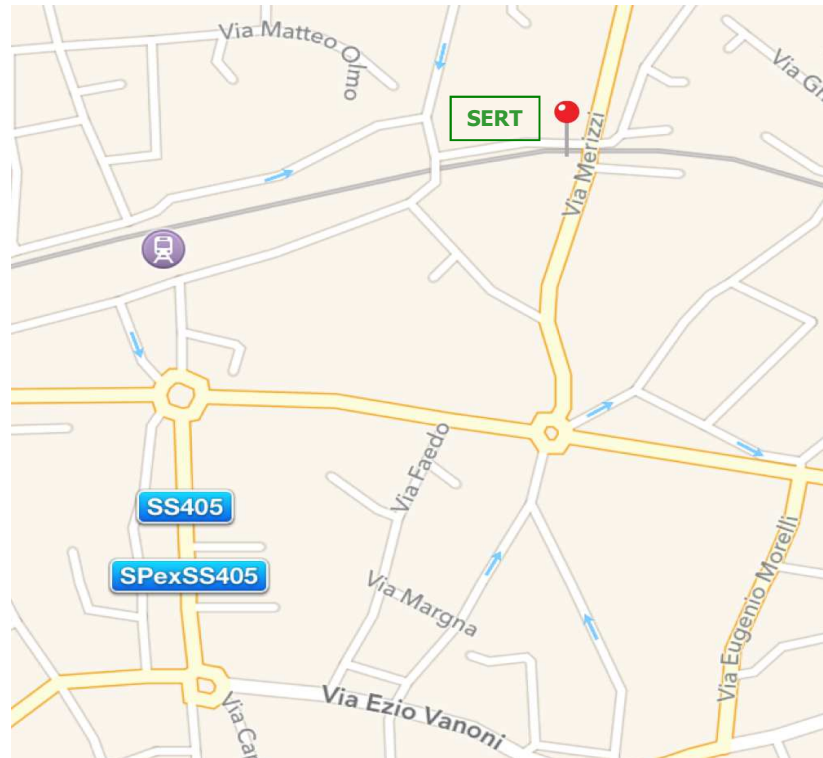 Via Matteo Olmo
SERT
Via Merizzi
Via Faedo
SS405
SPexSS405
Via Margna
Via Eugenio Morelli
Via Ezio Vanoni